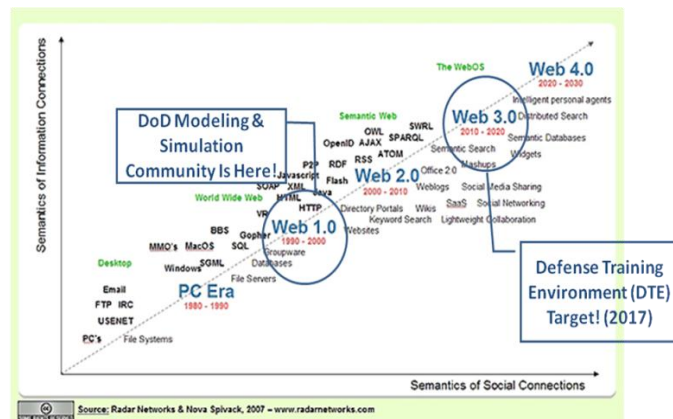 Semantics of Information Connections
The WebOS
Web 4.0
2020 - 2030
Intelligent personal agents
DoD Modeling &
Simulation
Community Is Here!
Semantic Web
SWRL
OWL
OpenID AJAX SPARQL
ATOM
P2P RDF RSS
Javascript Flash
SOAP XML Java
HTML
HTTP
World Wide Web
VR
Web 3.0
2010 - 2020
Distributed Search
Semantic Databases
Semantic Search
Widgets
Mashups
Office 2.0
Web 2.0
2000 - 2010
Weblogs Social Media Sharing
SaaS Social Networking
Directory Portals Wikis
Keyword Search Lightweight Collaboration
Websites
BBS
Gopher
MMO's MacOS SQL
Web 1.0
1990 - 2000
Groupware
Databases
SGML
Windows
File Servers
Desktop
PC Era
1980 - 1990
Email
FTP IRC
USENET
PC's
File Systems
Defense Training
Environment (DTE)
Target! (2017)
Semantics of Social Connections
Source: Radar Networks & Nova Spivack, 2007 – www.radarnetworks.com